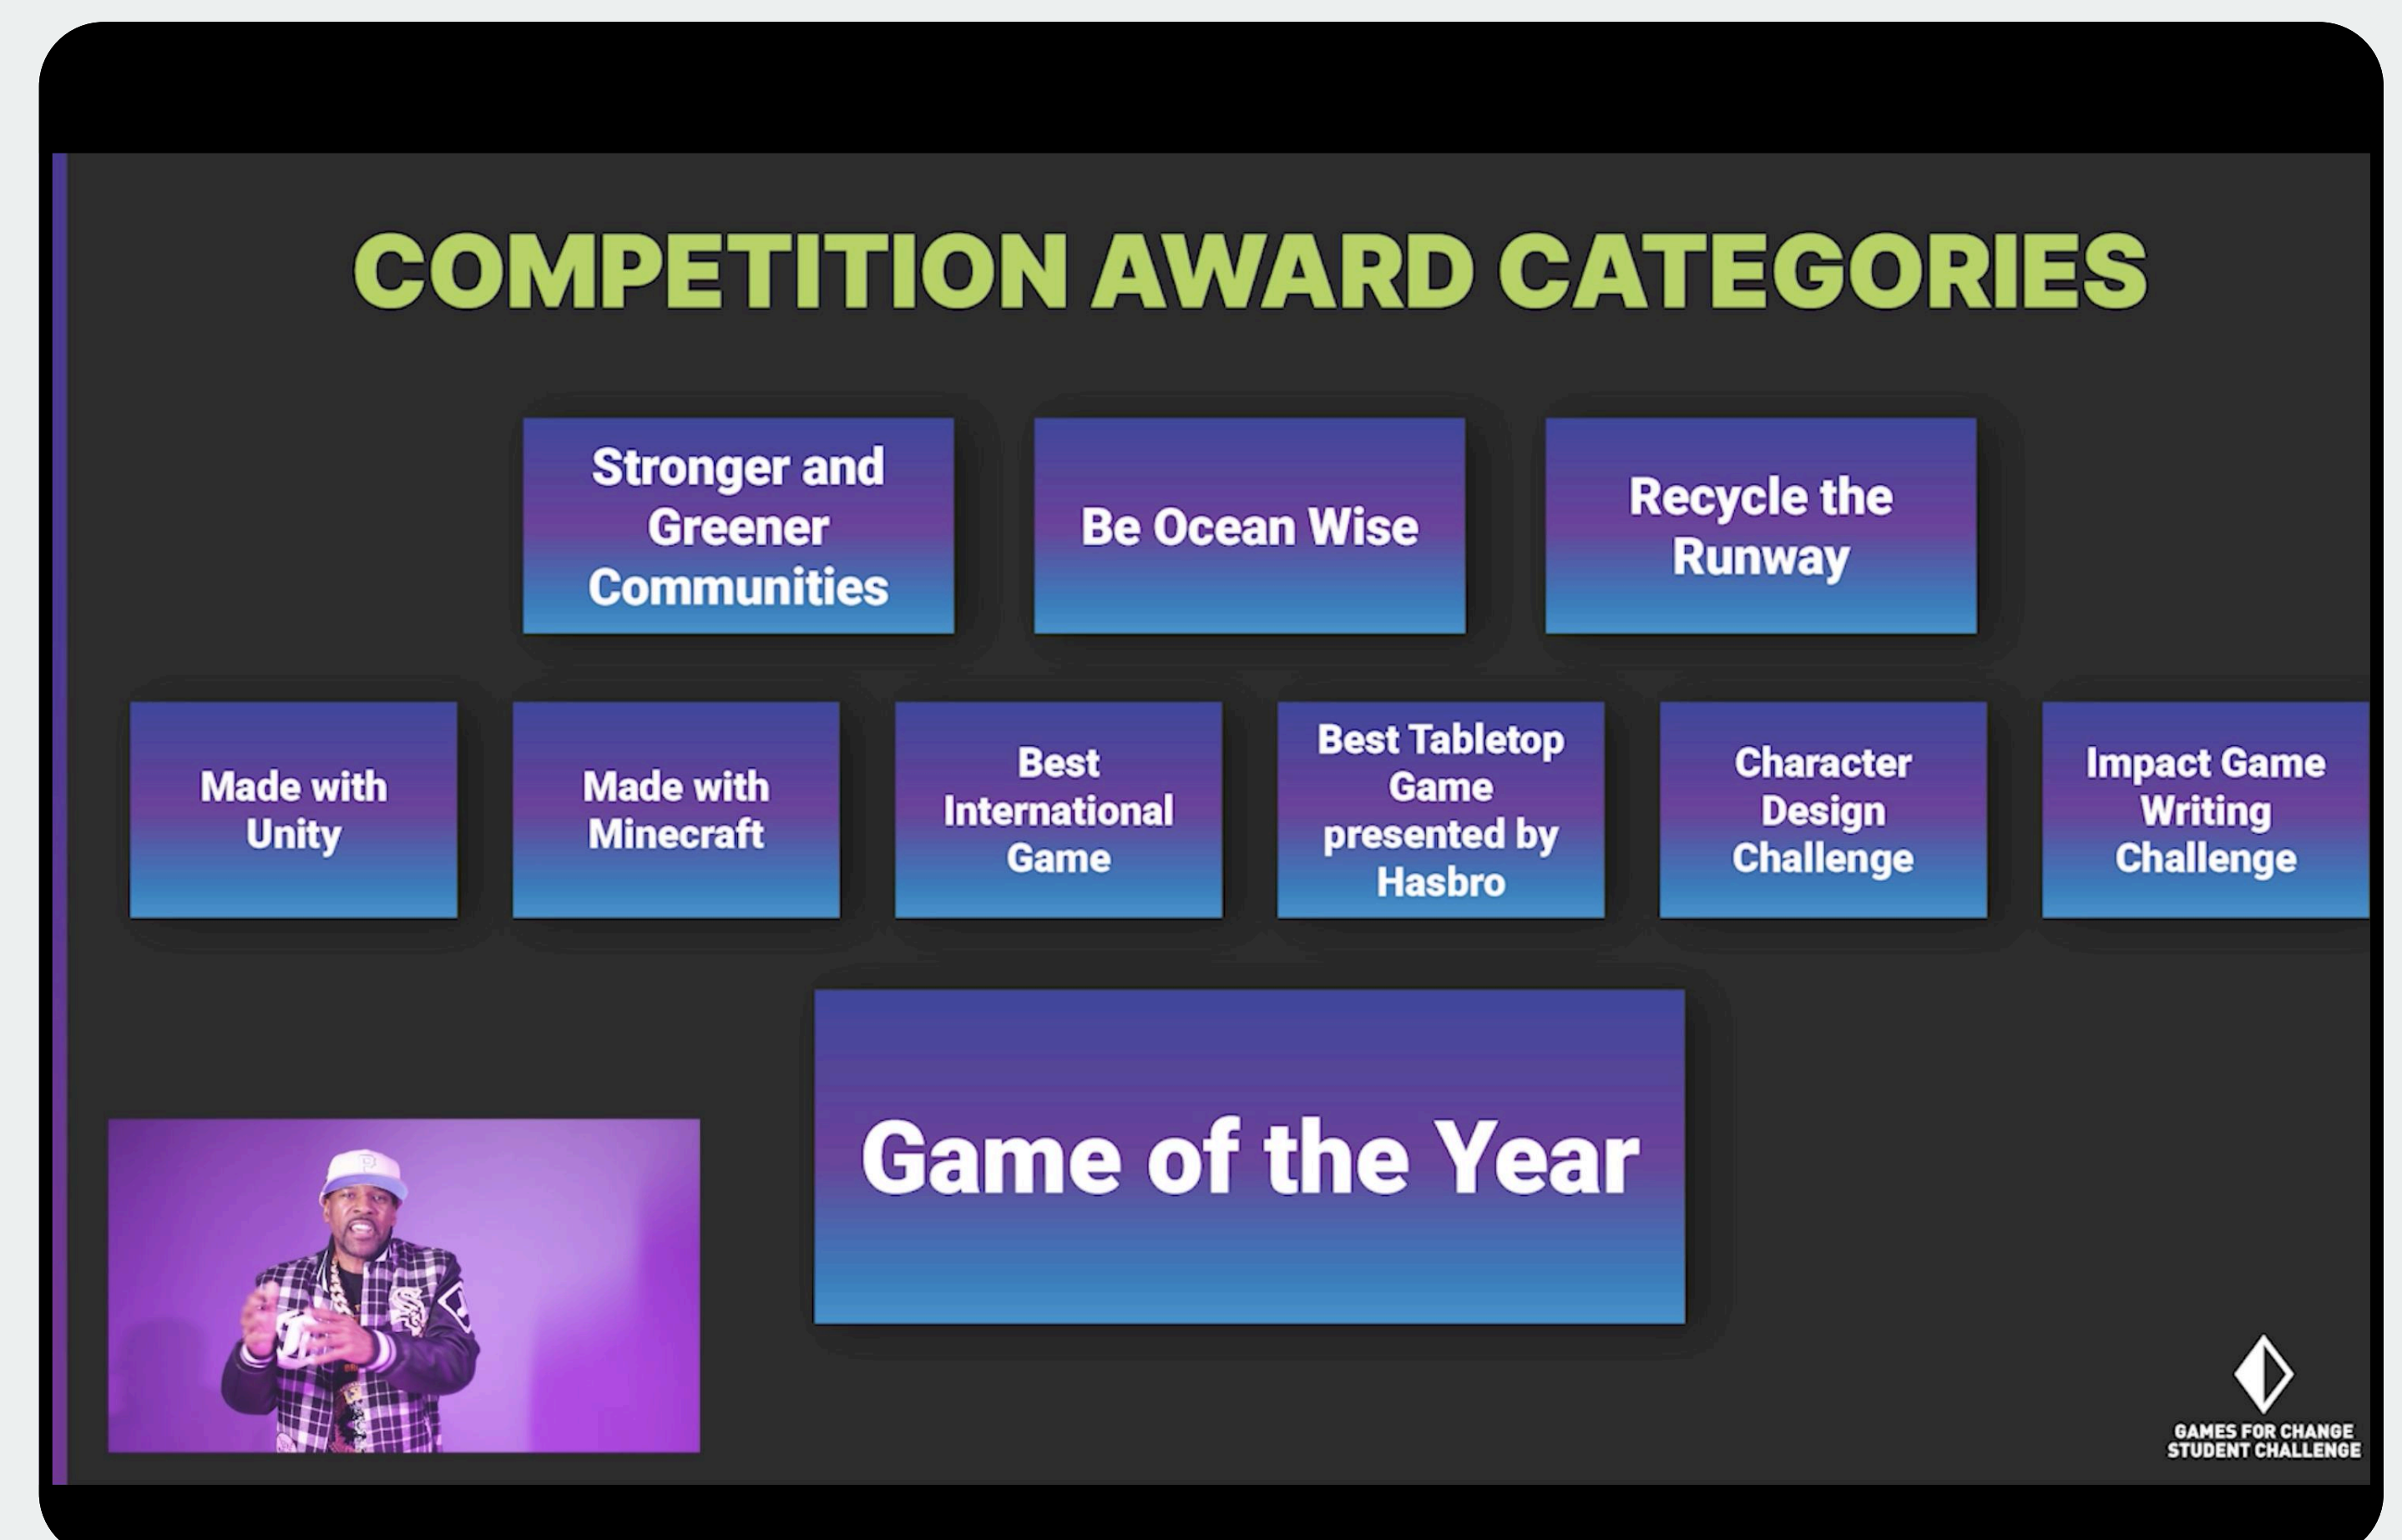 COMPETITION AWARD CATEGORIES
Stronger and
Greener
Communities
Be Ocean Wise
Recycle the
Runway
Made with
Unity
Made with
Minecraft
Best
International
Game
Best Tabletop
Game
presented by
Hasbro
Character
Design
Challenge
Impact Game
Writing
Challenge
Game of the Year
P
GAMES FOR CHANGE
STUDENT CHALLENGE